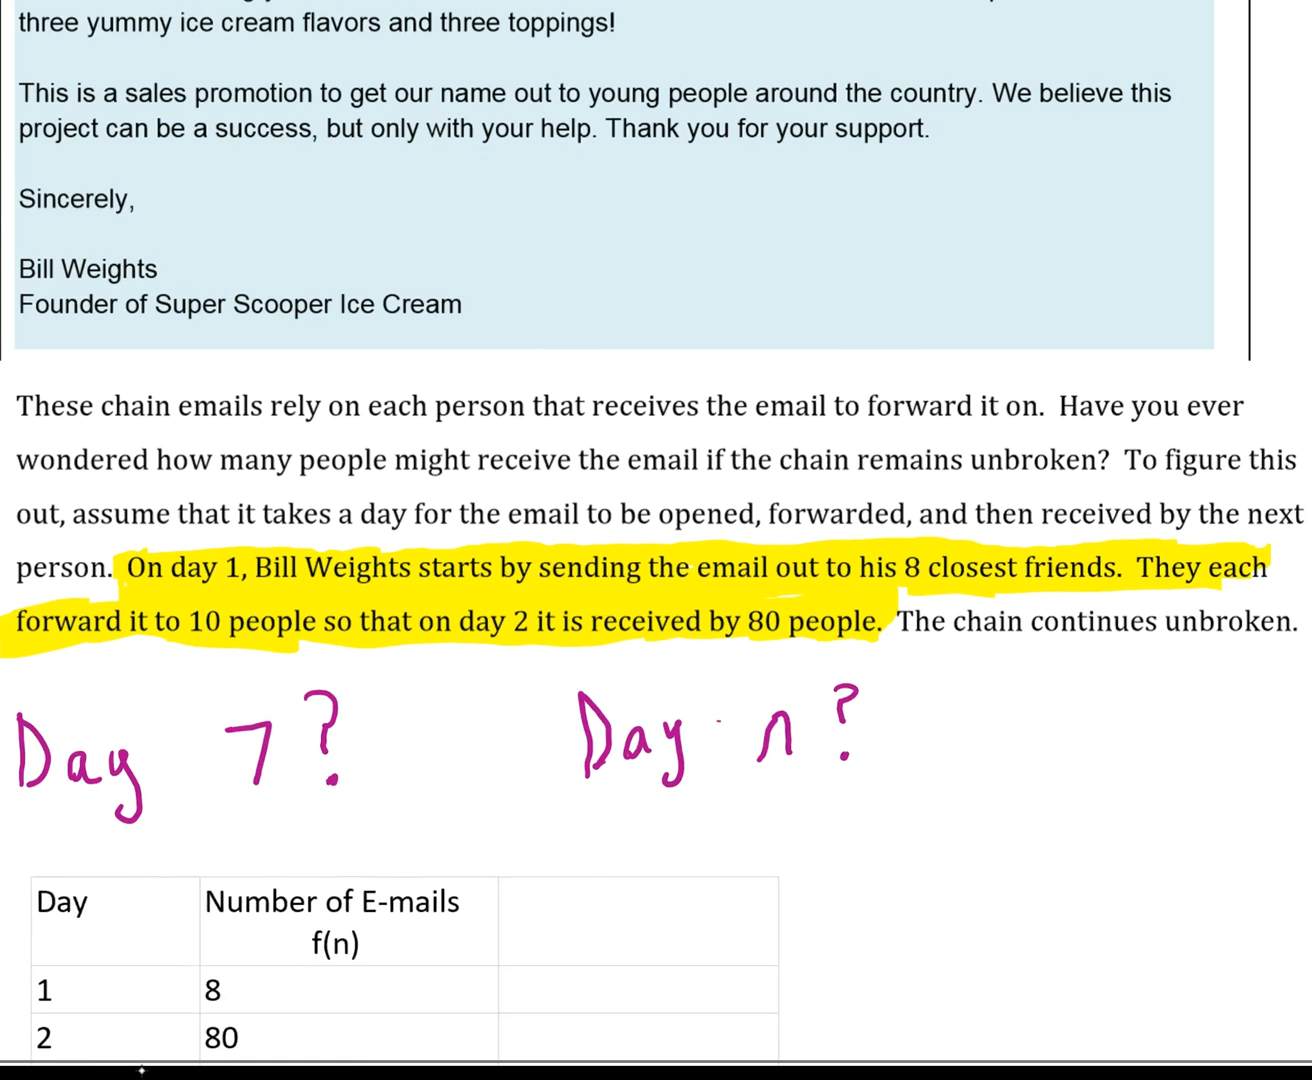 three yummy ice cream flavors and three toppings!
This is a sales promotion to get our name out to young people around the country. We believe this
project can be a success, but only with your help. Thank you for your support.
Sincerely,
Bill Weights
Founder of Super Scooper Ice Cream
These chain emails rely on each person that receives the email to forward it on. Have you ever
wondered how many people might receive the email if the chain remains unbroken? To figure this
out, assume that it takes a day for the email to be opened, forwarded, and then received by the next
person. On day 1, Bill Weights starts by sending the email out to his 8 closest friends. They each
forward it to 10 people so that on day 2 it is received by 80 people. The chain continues unbroken.
Day 7? Day n?
Day Number of E-mails
f(n)
1 8
2 80